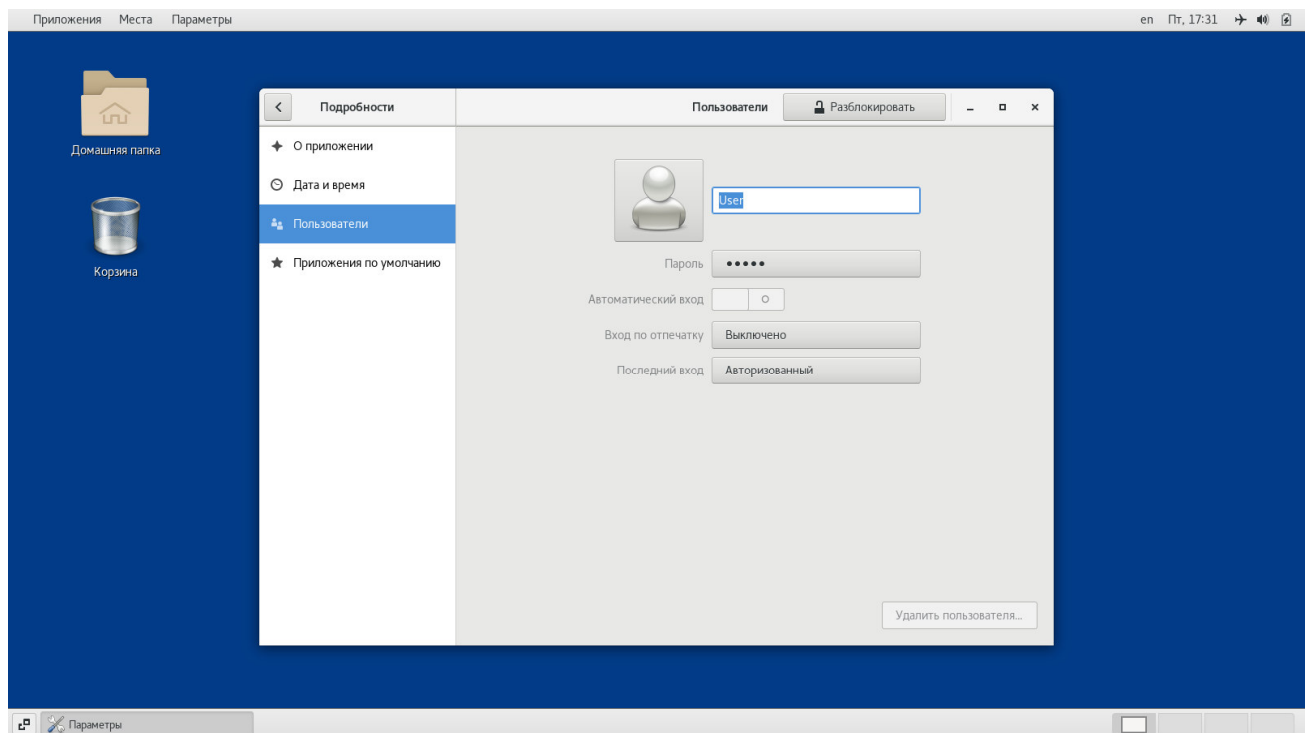 Приложения Места Параметры en Пт, 17:31
Домашняя папка
Корзина
Подробности Пользователи Разблокировать
О приложении
Дата и время
Пользователи
Приложения по умолчанию
User
Пароль •••••
Автоматический вход
Вход по отпечатку Выключено
Последний вход Авторизованный
Удалить пользователя...
Параметры